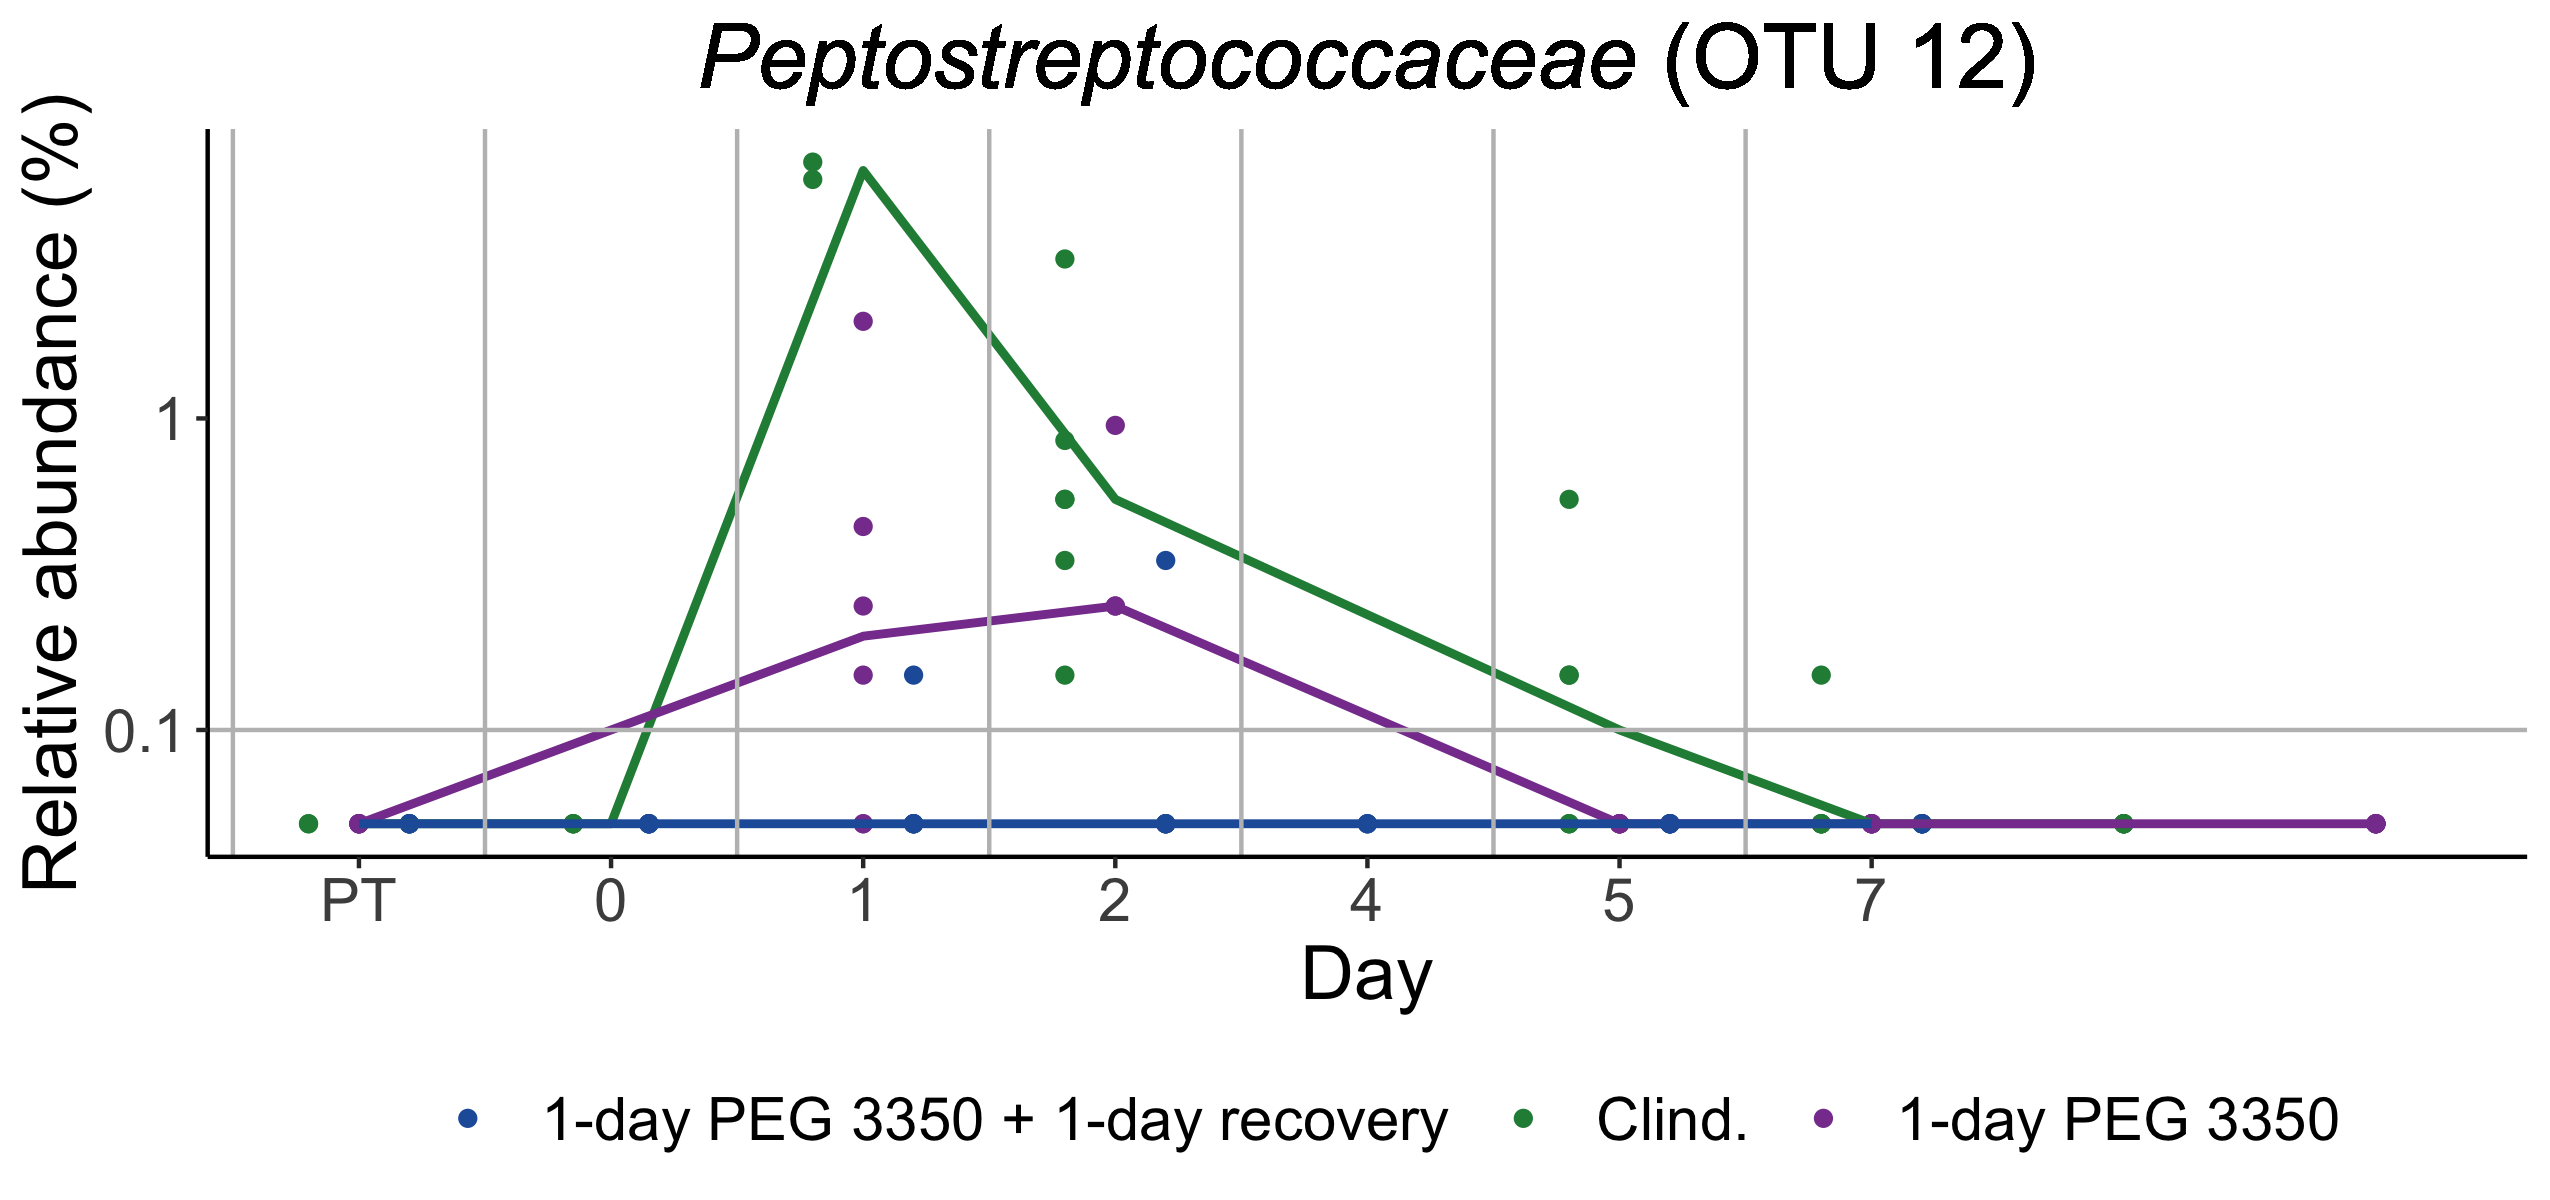 Peptostreptococcaceae (OTU 12)
Relative abundance (%)
1
0.1
PT 0 1 2 4 5 7
Day
1-day PEG 3350 + 1-day recovery Clind. 1-day PEG 3350